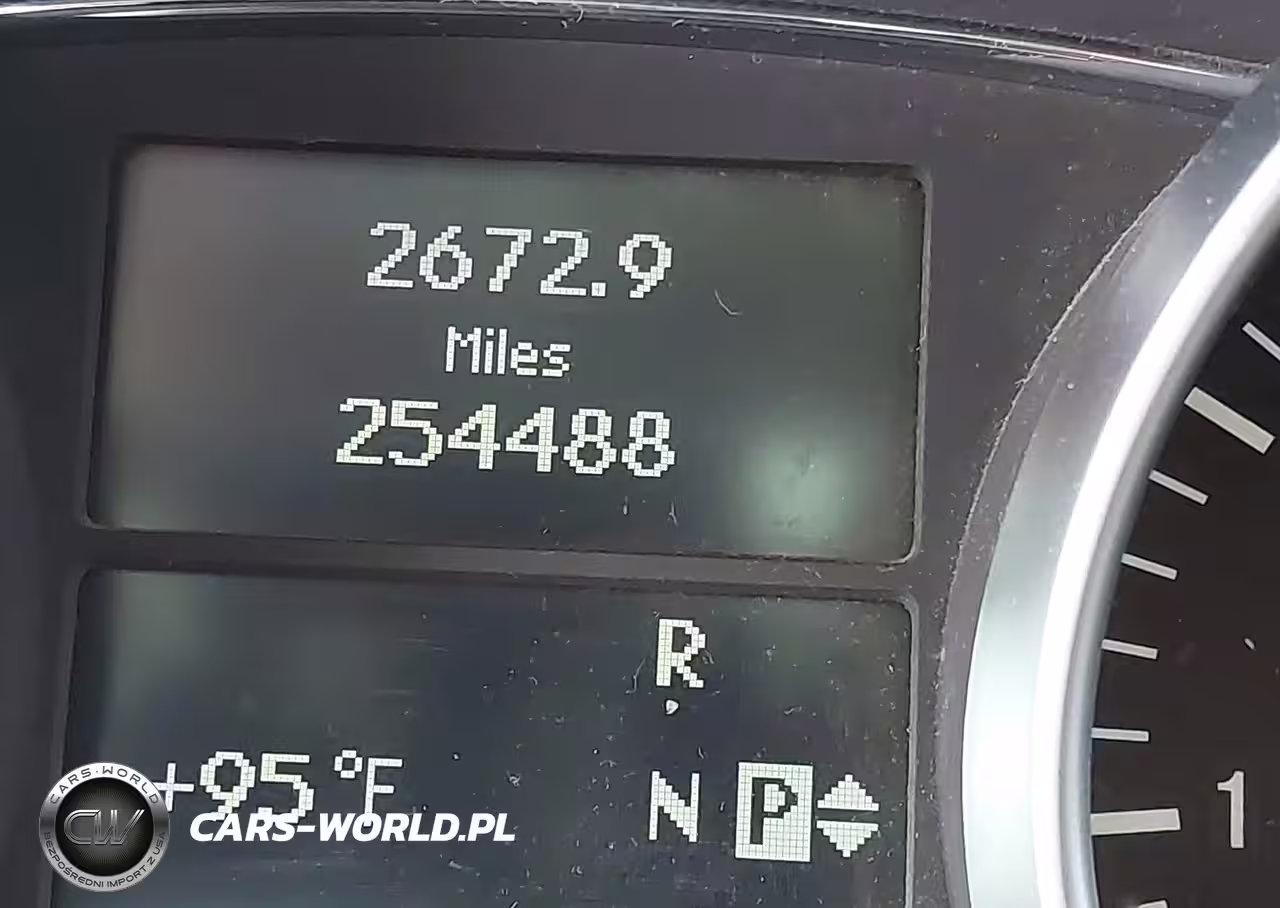 2672.9
Miles
254488
R
+95°F
N P
1
CARS-WORLD
CW
BEZPOŚREDNI IMPORT Z USA
CARS-WORLD.PL